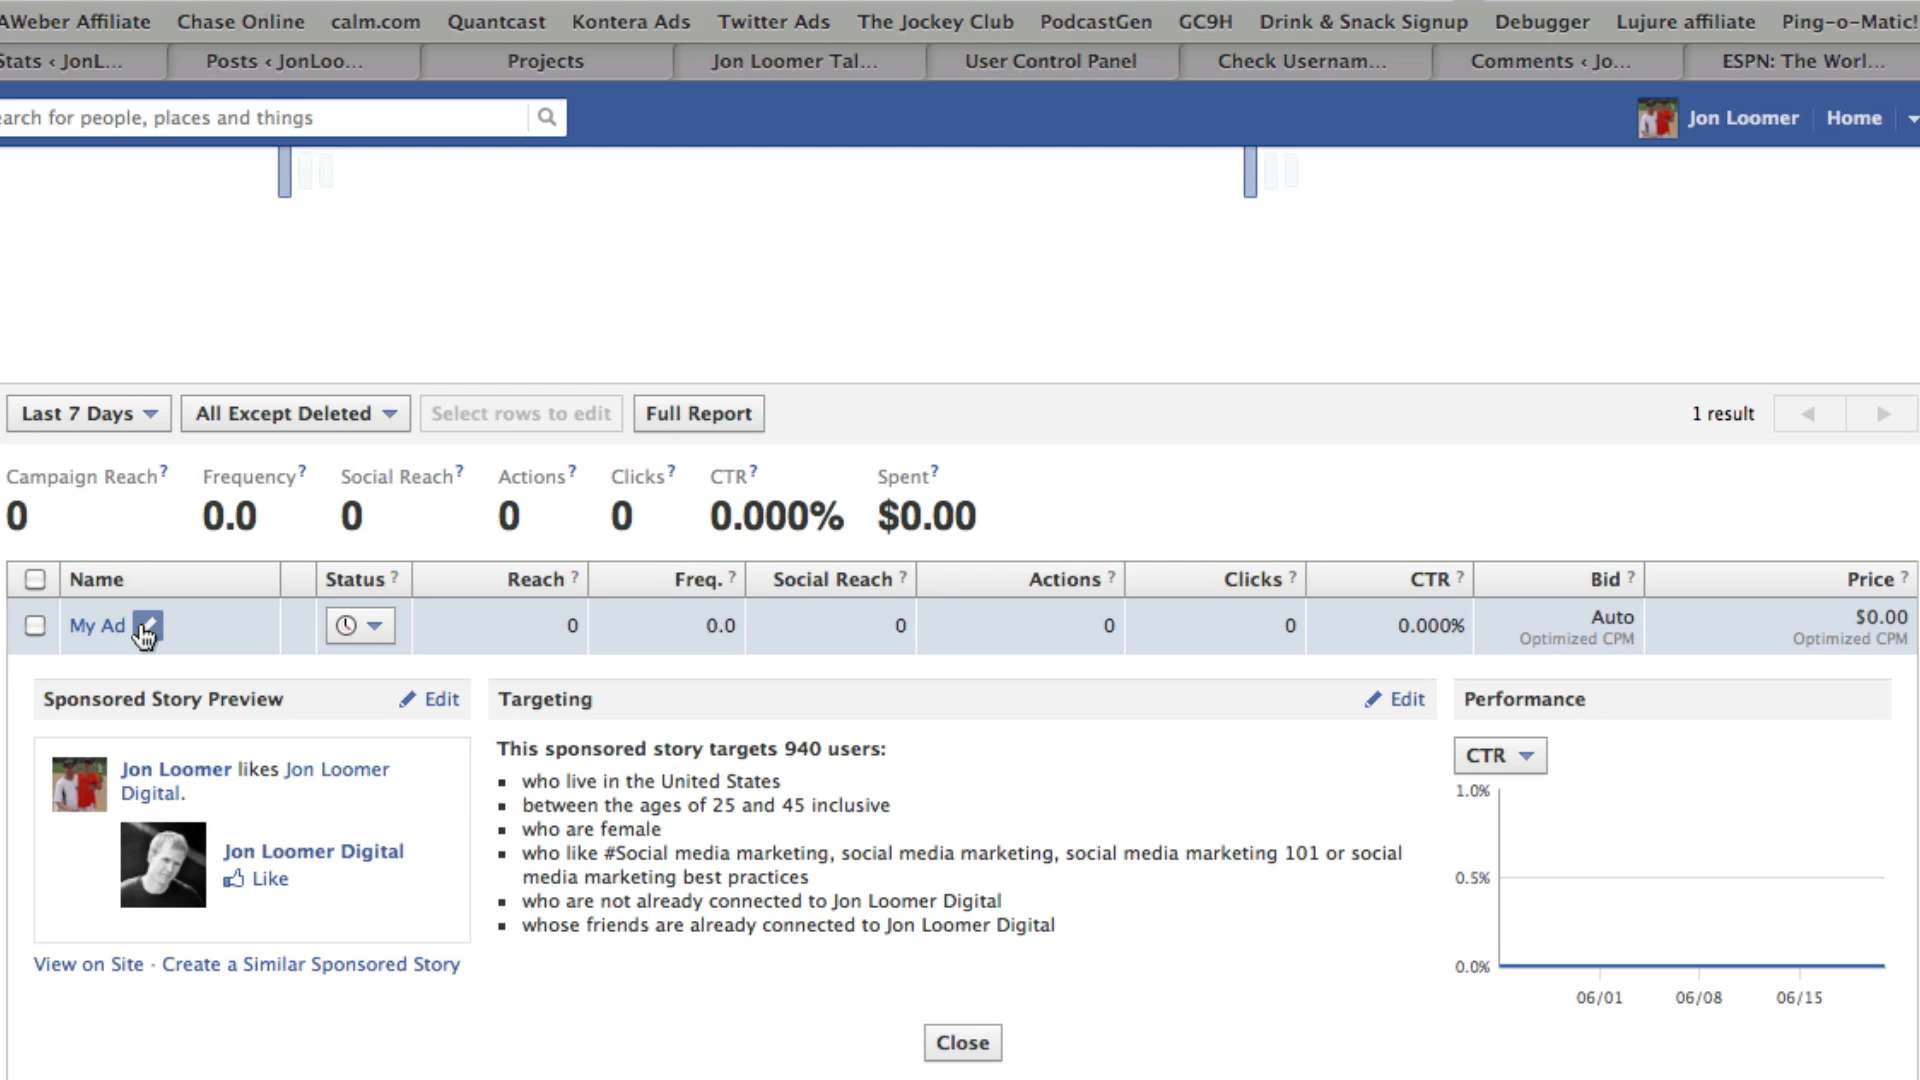 AWeber Affiliate Chase Online calm.com Quantcast Kontera Ads Twitter Ads The Jockey Club PodcastGen GC9H Drink & Snack Signup Debugger Lujure affiliate Ping-o-Matic!
Stats ‹ JonL... Posts ‹ JonLoo... Projects Jon Loomer Tal... User Control Panel Check Usernam... Comments ‹ Jo... ESPN: The Worl...
earch for people, places and things Jon Loomer Home
Last 7 Days All Except Deleted Select rows to edit Full Report 1 result
Campaign Reach? Frequency? Social Reach? Actions? Clicks? CTR? Spent?
0 0.0 0 0 0 0.000% $0.00
Name Status ? Reach ? Freq. ? Social Reach ? Actions ? Clicks ? CTR ? Bid ? Price ?
My Ad 0 0.0 0 0 0 0.000% Auto $0.00
Optimized CPM Optimized CPM
Sponsored Story Preview Edit Targeting Edit Performance
Jon Loomer likes Jon Loomer
Digital.
Jon Loomer Digital
Like
View on Site · Create a Similar Sponsored Story
This sponsored story targets 940 users:
▪ who live in the United States
▪ between the ages of 25 and 45 inclusive
▪ who are female
▪ who like #Social media marketing, social media marketing, social media marketing 101 or social
media marketing best practices
▪ who are not already connected to Jon Loomer Digital
▪ whose friends are already connected to Jon Loomer Digital
CTR
1.0%
0.5%
0.0%
06/01 06/08 06/15
Close